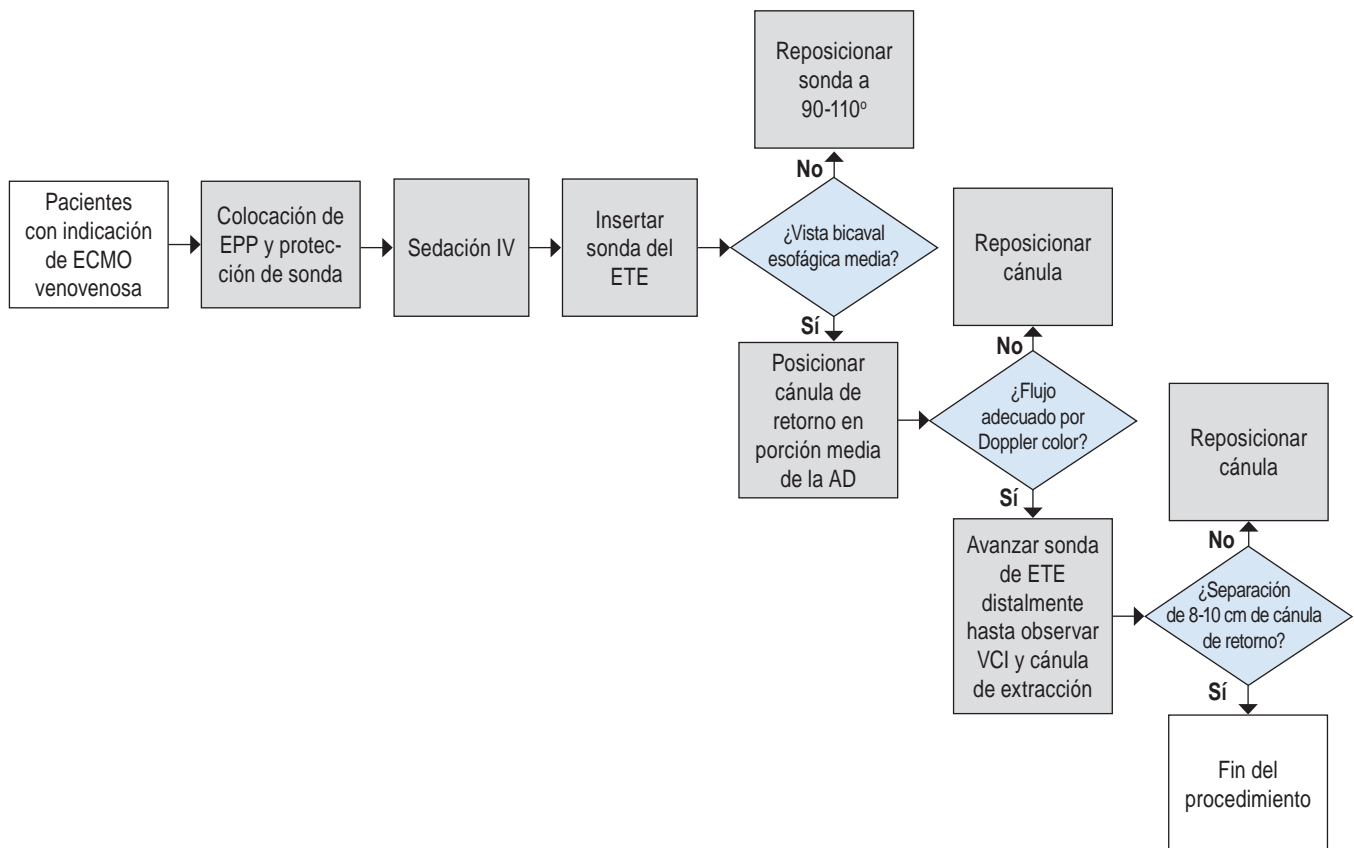 Pacientes
con indicación
de ECMO
venovenosa
Colocación de
EPP y protec-
ción de sonda
Sedación IV
Insertar
sonda del
ETE
¿Vista bicaval
esofágica media?
No
Reposicionar
sonda a
90-110º
Sí
Posicionar
cánula de
retorno en
porción media
de la AD
¿Flujo
adecuado por
Doppler color?
No
Reposicionar
cánula
Sí
Avanzar sonda
de ETE
distalmente
hasta observar
VCI y cánula
de extracción
¿Separación
de 8-10 cm de cánula
de retorno?
No
Reposicionar
cánula
Sí
Fin del
procedimiento